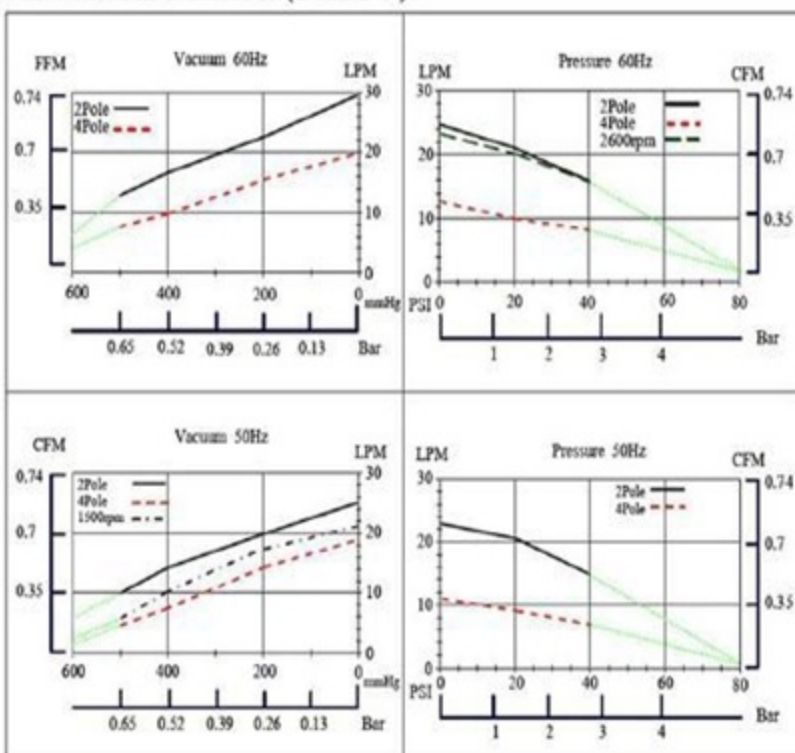 Vacuum 60Hz
FFM
LPM
0.74
0.7
0.35
2Pole
4Pole
30
20
10
0
600 400 200 0 mmHg
0.65 0.52 0.39 0.26 0.13 Bar
Pressure 60Hz
LPM
CFM
30
20
10
0
2Pole
4Pole
2600rpm
0.74
0.7
0.35
PSI 0 20 40 60 80
1 2 3 4 Bar
Vacuum 50Hz
CFM
LPM
0.74
0.7
0.35
2Pole
4Pole
1500rpm
30
20
10
0
600 400 200 0 mmHg
0.65 0.52 0.39 0.26 0.13 Bar
Pressure 50Hz
LPM
CFM
30
20
10
0
2Pole
4Pole
0.74
0.7
0.35
PSI 0 20 40 60 80
1 2 3 4 Bar